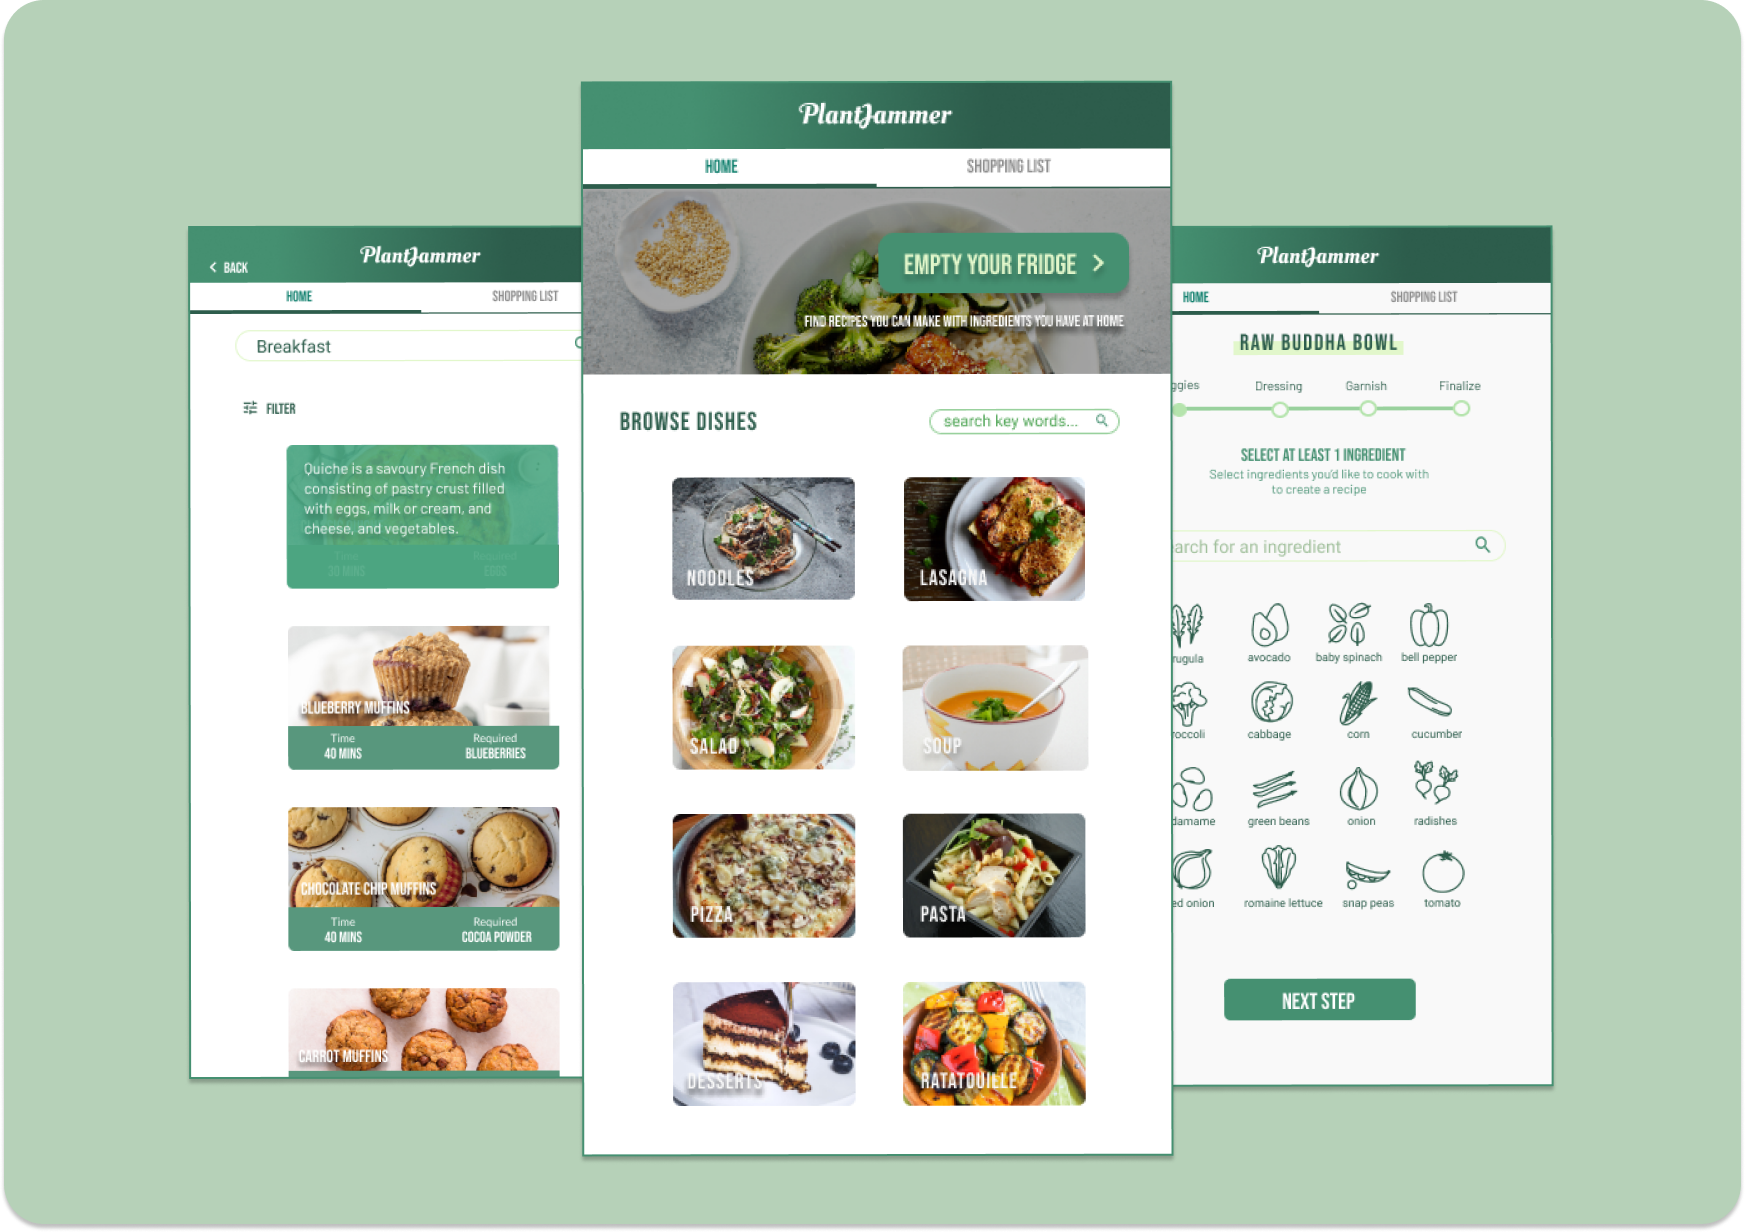 PlantJammer
BACK
HOME
SHOPPING LIST
Breakfast
FILTER
Quiche is a savoury French dish
consisting of pastry crust filled
with eggs, milk or cream, and
cheese, and vegetables.
Time
Required
30 MINS
EGGS
BLUEBERRY MUFFINS
Time
Required
40 MINS
BLUEBERRIES
CHOCOLATE CHIP MUFFINS
Time
Required
40 MINS
COCOA POWDER
CARROT MUFFINS
PlantJammer
HOME
SHOPPING LIST
EMPTY YOUR FRIDGE
FIND RECIPES YOU CAN MAKE WITH INGREDIENTS YOU HAVE AT HOME
BROWSE DISHES
search key words...
NOODLES
LASAGNA
SALAD
SOUP
PIZZA
PASTA
DESSERTS
RATATOUILLE
PlantJammer
HOME
SHOPPING LIST
RAW BUDDHA BOWL
ggies
Dressing
Garnish
Finalize
SELECT AT LEAST 1 INGREDIENT
Select ingredients you'd like to cook with
to create a recipe
arch for an ingredient
rugula
avocado
baby spinach
bell pepper
roccoli
cabbage
corn
cucumber
damame
green beans
onion
radishes
ed onion
romaine lettuce
snap peas
tomato
NEXT STEP